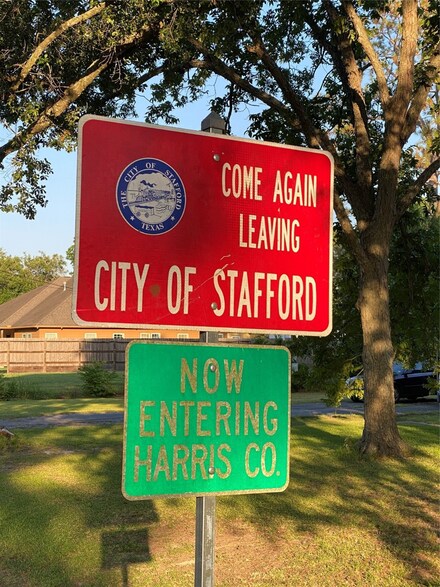 THE CITY OF STAFFORD
TEXAS
COME AGAIN
LEAVING
CITY OF STAFFORD
NOW
ENTERING
HARRIS CO.